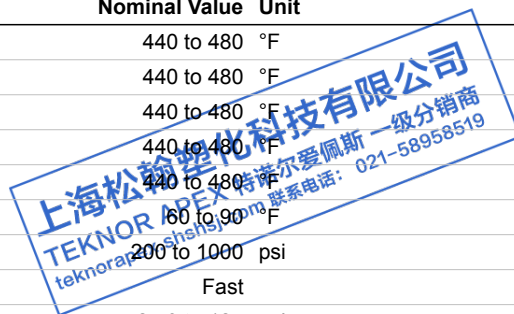 Nominal Value Unit
440 to 480 °F
440 to 480 °F
440 to 480 °F
440 to 480 °F
440 to 480 °F
60 to 90 °F
200 to 1000 psi
Fast
上海松翰塑化科技有限公司
TEKNOR APEX 特诺尔爱佩斯 一级分销商
teknorapex.shshsj.com 联系电话: 021-58958519